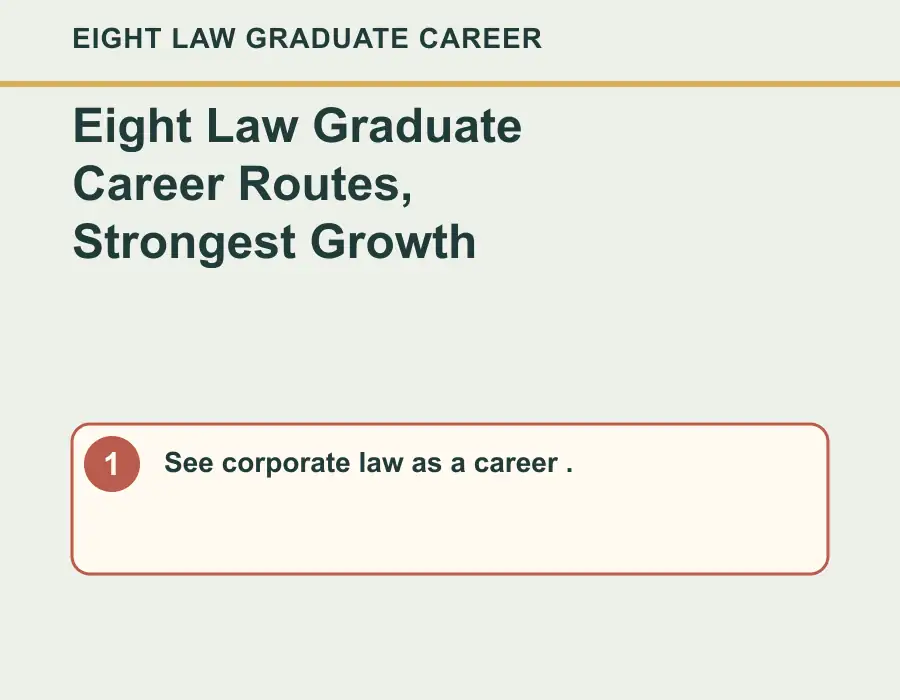 EIGHT LAW GRADUATE CAREER
Eight Law Graduate
Career Routes,
Strongest Growth
1
See corporate law as a career .